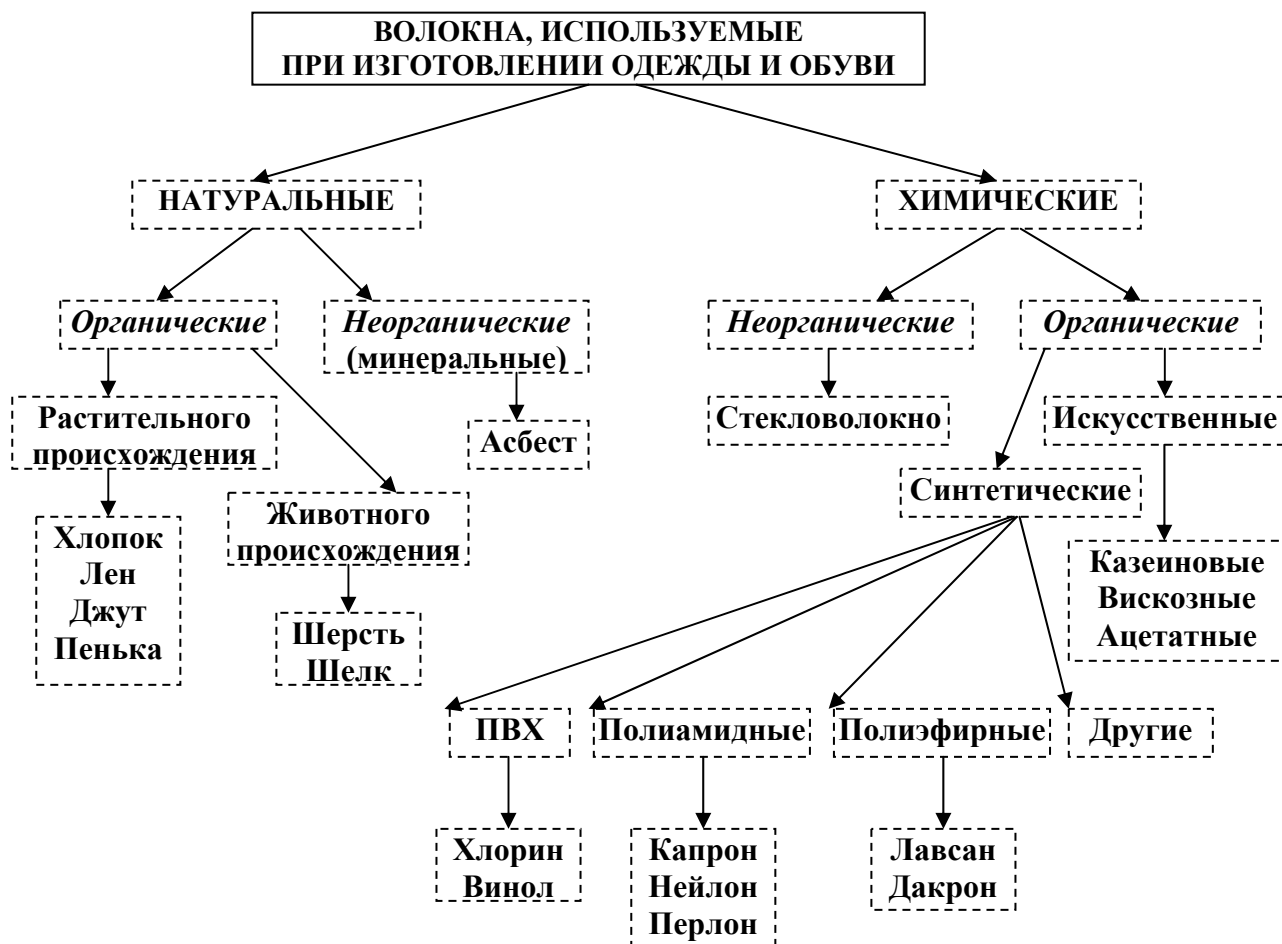 ВОЛОКНА, ИСПОЛЬЗУЕМЫЕ
ПРИ ИЗГОТОВЛЕНИИ ОДЕЖДЫ И ОБУВИ
НАТУРАЛЬНЫЕ
ХИМИЧЕСКИЕ
Органические
Неорганические
(минеральные)
Неорганические
Органические
Растительного
происхождения
Асбест
Стекловолокно
Искусственные
Синтетические
Животного
происхождения
Хлопок
Лен
Джут
Пенька
Казеиновые
Вискозные
Ацетатные
Шерсть
Шелк
ПВХ
Полиамидные
Полиэфирные
Другие
Хлорин
Винол
Капрон
Нейлон
Перлон
Лавсан
Дакрон